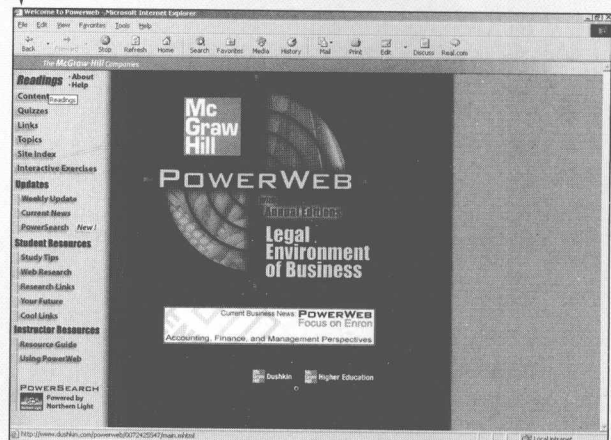 Welcome to Powerweb - Microsoft Internet Explorer
File Edit View Favorites Tools Help
Back Forward Stop Refresh Home Search Favorites Media History Mail Print Edit Discuss Real.com
The McGraw-Hill Companies
Readings
· About
· Help
Content
Readings
Quizzes
Links
Topics
Site Index
Interactive Exercises
Updates
Weekly Update
Current News
PowerSearch New!
Student Resources
Study Tips
Web Research
Research Links
Your Future
Cool Links
Instructor Resources
Resource Guide
Using PowerWeb
POWERSEARCH
Powered by
Northern Light
Mc
Graw
Hill
POWERWEB
Annual Editions
Legal
Environment
of Business
Current Business News: POWERWEB
Focus on Enron
Accounting, Finance, and Management Perspectives
Dushkin
Higher Education
http://www.dushkin.com/powerweb/0072425547/main.mhtml
Local intranet